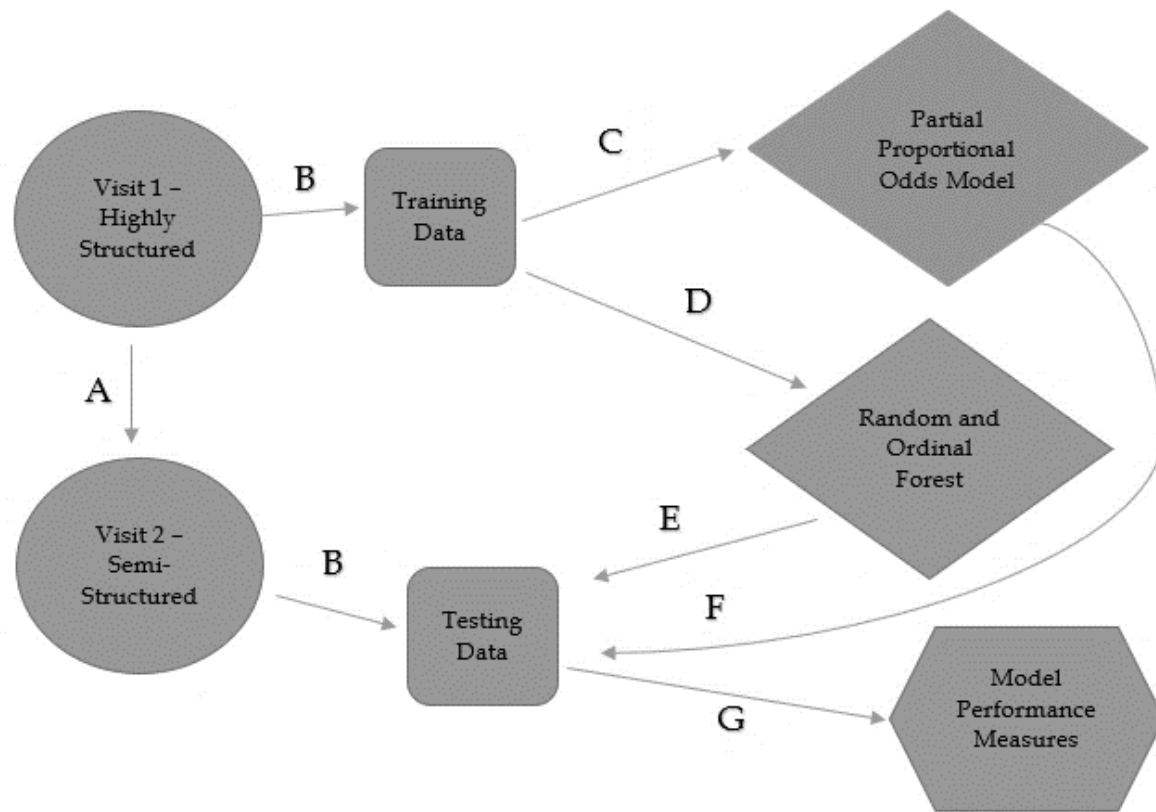 Visit 1 –
Highly
Structured
B
Training
Data
C
Partial
Proportional
Odds Model
D
A
Random and
Ordinal
Forest
E
Visit 2 –
Semi-
Structured
B
Testing
Data
F
G
Model
Performance
Measures